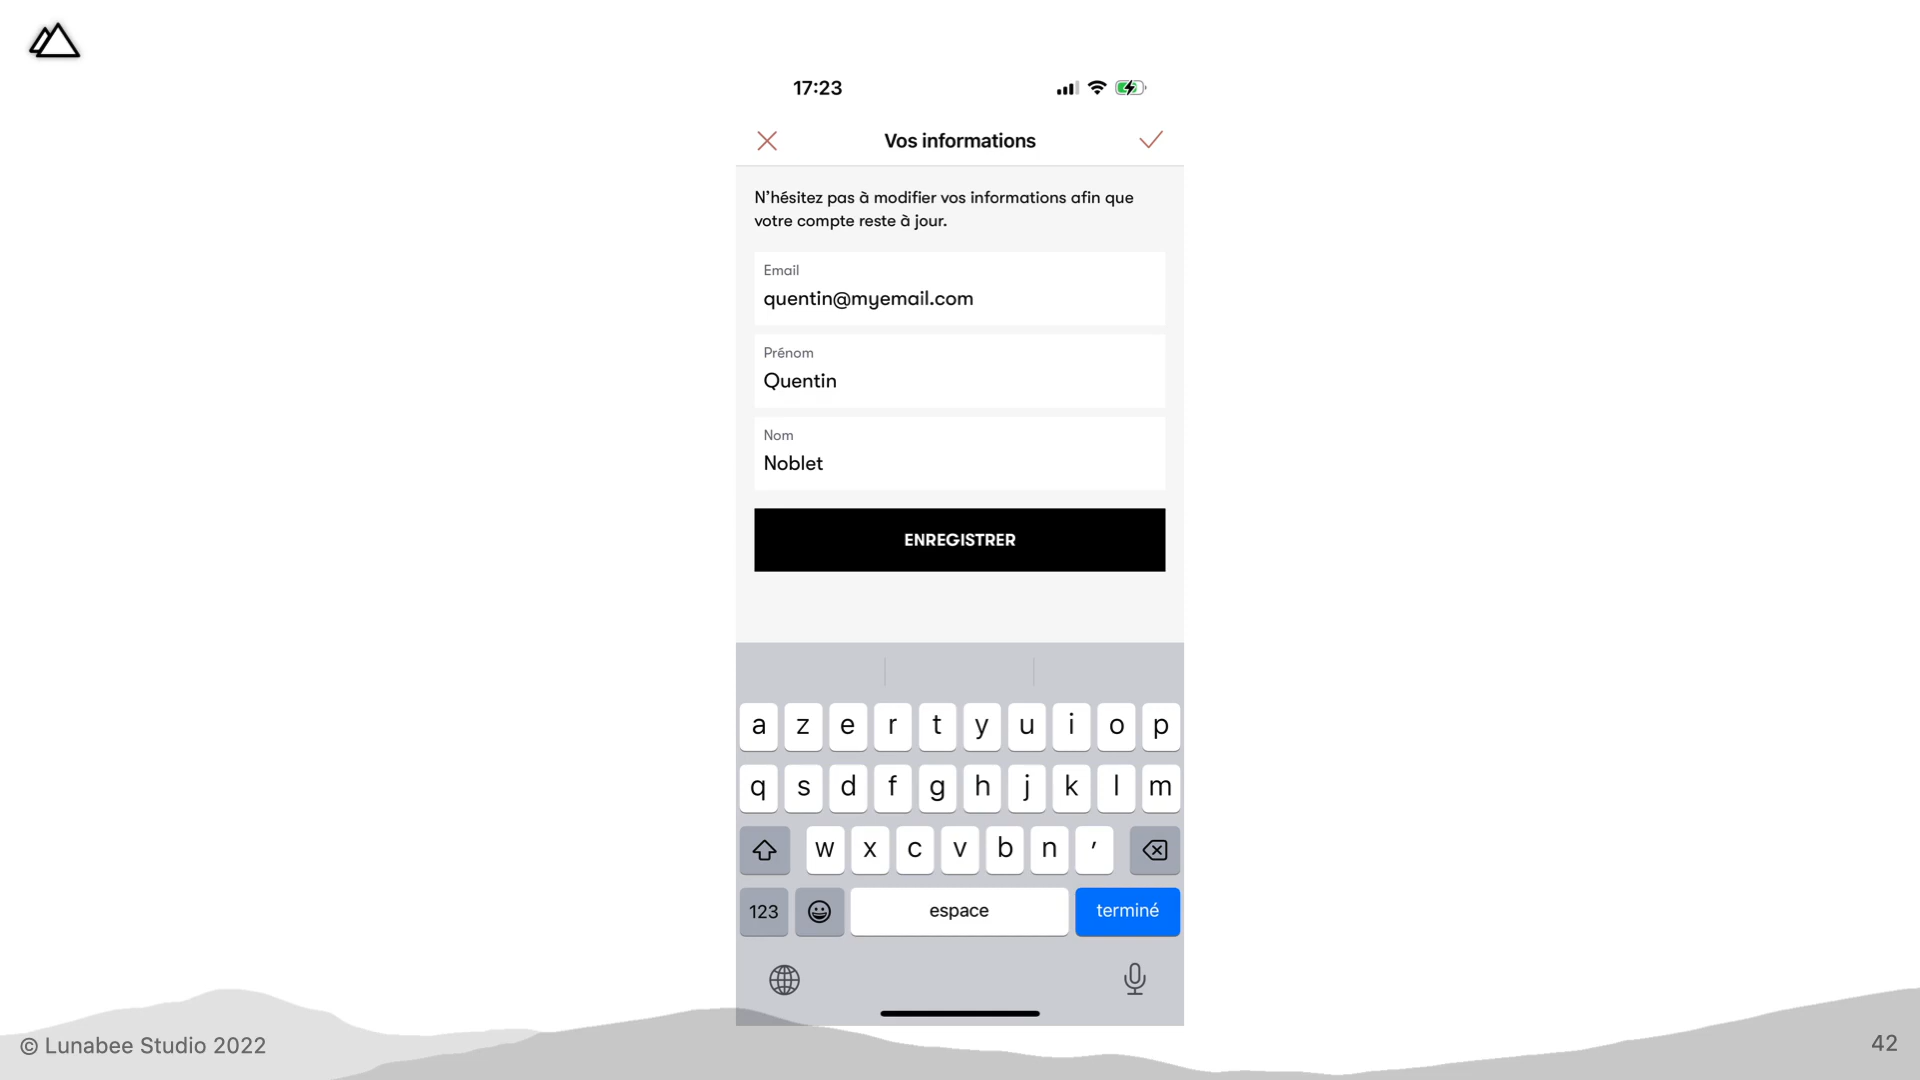 17:23
Vos informations
N’hésitez pas à modifier vos informations afin que
votre compte reste à jour.
Email
quentin@myemail.com
Prénom
Quentin
Nom
Noblet
ENREGISTRER
a z e r t y u i o p
q s d f g h j k l m
w x c v b n ′
123 espace terminé
© Lunabee Studio 2022
42